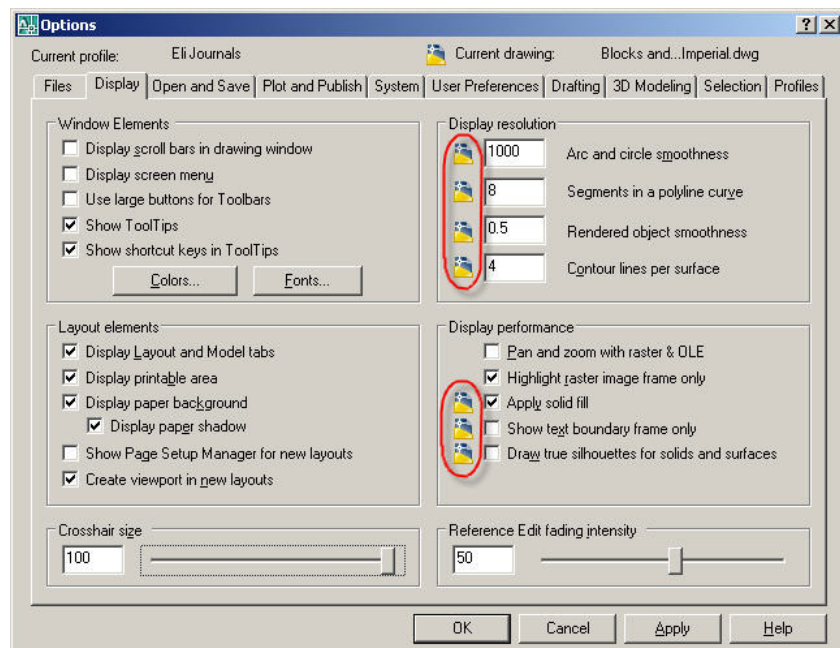 Options
Current profile: Eli Journals Current drawing: Blocks and...Imperial.dwg
Files Display Open and Save Plot and Publish System User Preferences Drafting 3D Modeling Selection Profiles
Window Elements
Display scroll bars in drawing window
Display screen menu
Use large buttons for Toolbars
Show ToolTips
Show shortcut keys in ToolTips
Colors... Fonts...
Display resolution
1000 Arc and circle smoothness
8 Segments in a polyline curve
0.5 Rendered object smoothness
4 Contour lines per surface
Layout elements
Display Layout and Model tabs
Display printable area
Display paper background
Display paper shadow
Show Page Setup Manager for new layouts
Create viewport in new layouts
Display performance
Pan and zoom with raster & OLE
Highlight raster image frame only
Apply solid fill
Show text boundary frame only
Draw true silhouettes for solids and surfaces
Crosshair size
100
Reference Edit fading intensity
50
OK Cancel Apply Help